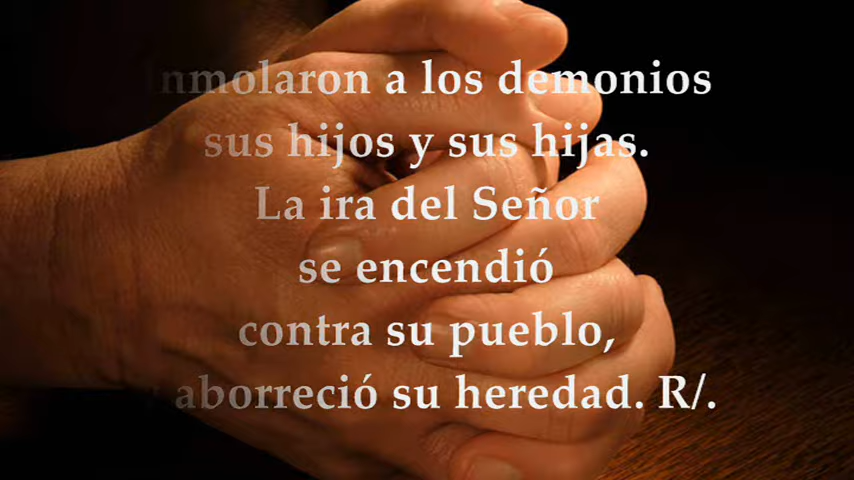 Inmolaron a los demonios
sus hijos y sus hijas.
La ira del Señor
se encendió
contra su pueblo,
y aborreció su heredad. R/.